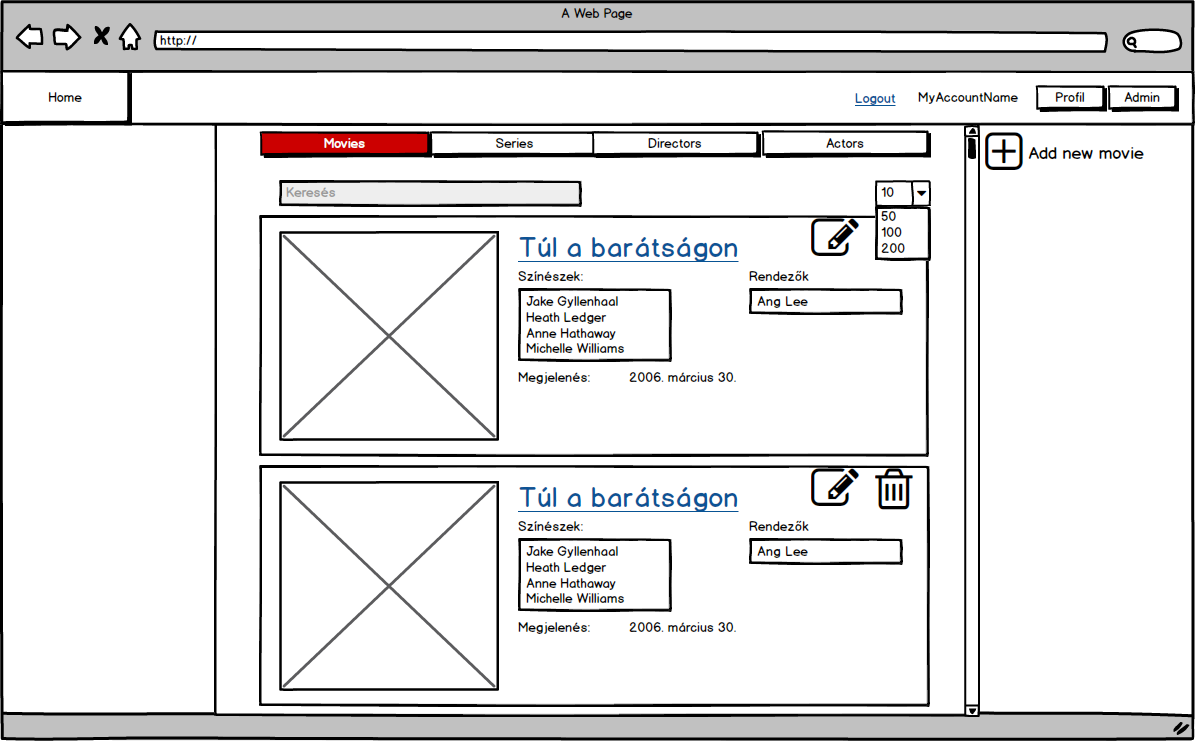 A Web Page
http://
Home
Logout
MyAccountName
Profil
Admin
Movies
Series
Directors
Actors
Add new movie
Keresés
10
50
100
200
Túl a barátságon
Színészek:
Rendezők
Jake Gyllenhaal
Heath Ledger
Anne Hathaway
Michelle Williams
Ang Lee
Megjelenés:
2006. március 30.
Túl a barátságon
Színészek:
Rendezők
Jake Gyllenhaal
Heath Ledger
Anne Hathaway
Michelle Williams
Ang Lee
Megjelenés:
2006. március 30.